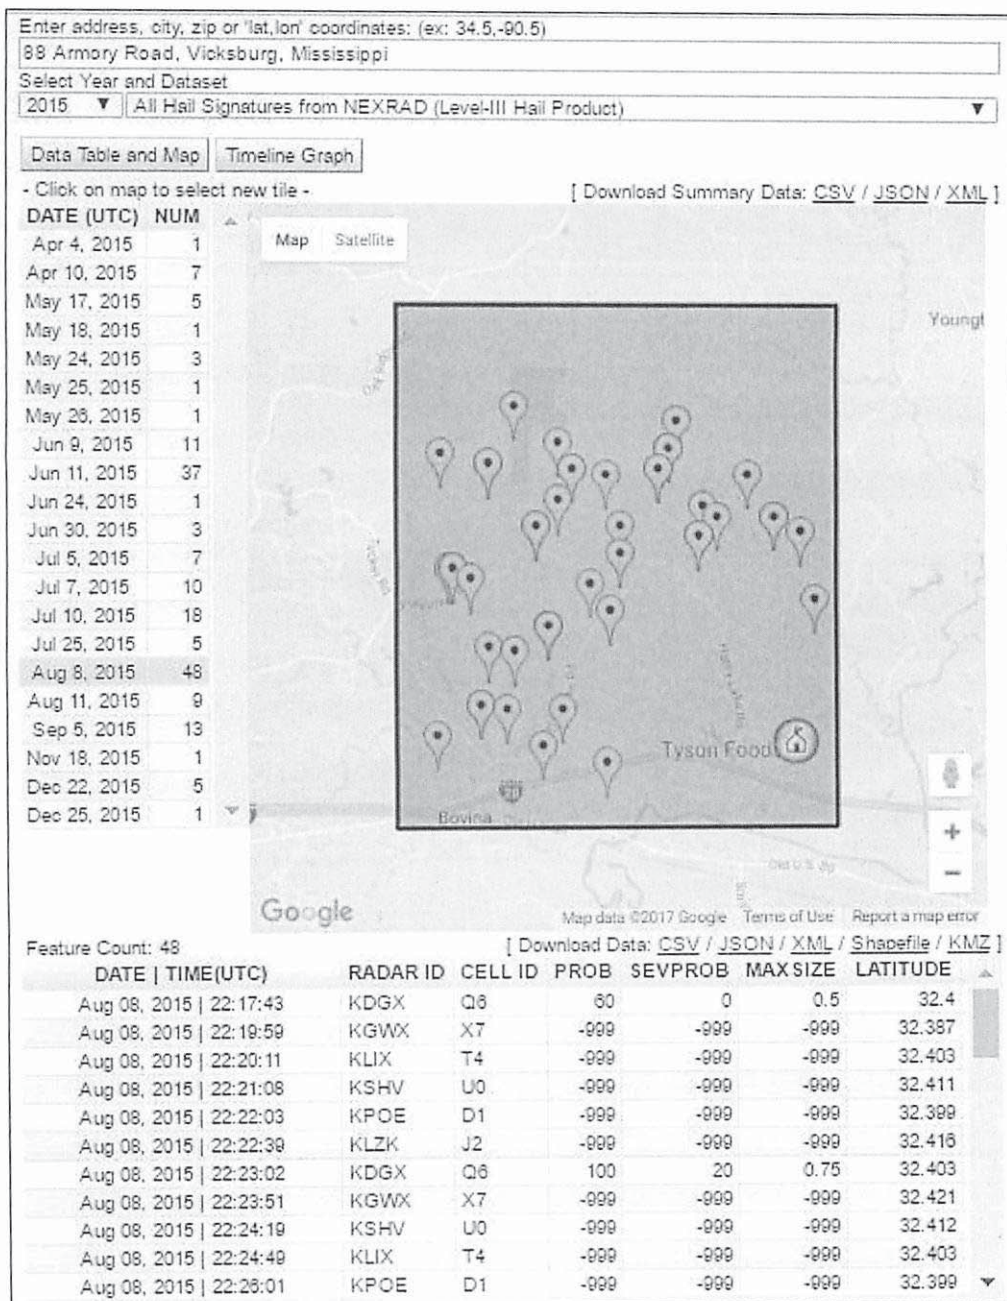 Enter address, city, zip or 'lat,lon' coordinates: (ex: 34.5,-90.5)
88 Armory Road, Vicksburg, Mississippi
Select Year and Dataset
2015 ▼ All Hail Signatures from NEXRAD (Level-III Hail Product) ▼
Data Table and Map Timeline Graph
- Click on map to select new tile - [ Download Summary Data: CSV / JSON / XML ]
DATE (UTC) NUM
Apr 4, 2015 1
Apr 10, 2015 7
May 17, 2015 5
May 18, 2015 1
May 24, 2015 3
May 25, 2015 1
May 26, 2015 1
Jun 9, 2015 11
Jun 11, 2015 37
Jun 24, 2015 1
Jun 30, 2015 3
Jul 5, 2015 7
Jul 7, 2015 10
Jul 10, 2015 18
Jul 25, 2015 5
Aug 8, 2015 48
Aug 11, 2015 9
Sep 5, 2015 13
Nov 18, 2015 1
Dec 22, 2015 5
Dec 25, 2015 1
Map Satellite
Youngt
Tyson Food
Bovina
Old U.S. 80
+
−
Google
Map data ©2017 Google Terms of Use Report a map error
Feature Count: 48 [ Download Data: CSV / JSON / XML / Shapefile / KMZ ]
DATE | TIME(UTC) RADAR ID CELL ID PROB SEVPROB MAXSIZE LATITUDE
Aug 08, 2015 | 22:17:43 KDGX Q6 60 0 0.5 32.4
Aug 08, 2015 | 22:19:59 KGWX X7 -999 -999 -999 32.387
Aug 08, 2015 | 22:20:11 KLIX T4 -999 -999 -999 32.403
Aug 08, 2015 | 22:21:08 KSHV U0 -999 -999 -999 32.411
Aug 08, 2015 | 22:22:03 KPOE D1 -999 -999 -999 32.399
Aug 08, 2015 | 22:22:39 KLZK J2 -999 -999 -999 32.416
Aug 08, 2015 | 22:23:02 KDGX Q6 100 20 0.75 32.403
Aug 08, 2015 | 22:23:51 KGWX X7 -999 -999 -999 32.421
Aug 08, 2015 | 22:24:19 KSHV U0 -999 -999 -999 32.412
Aug 08, 2015 | 22:24:49 KLIX T4 -999 -999 -999 32.403
Aug 08, 2015 | 22:26:01 KPOE D1 -999 -999 -999 32.399